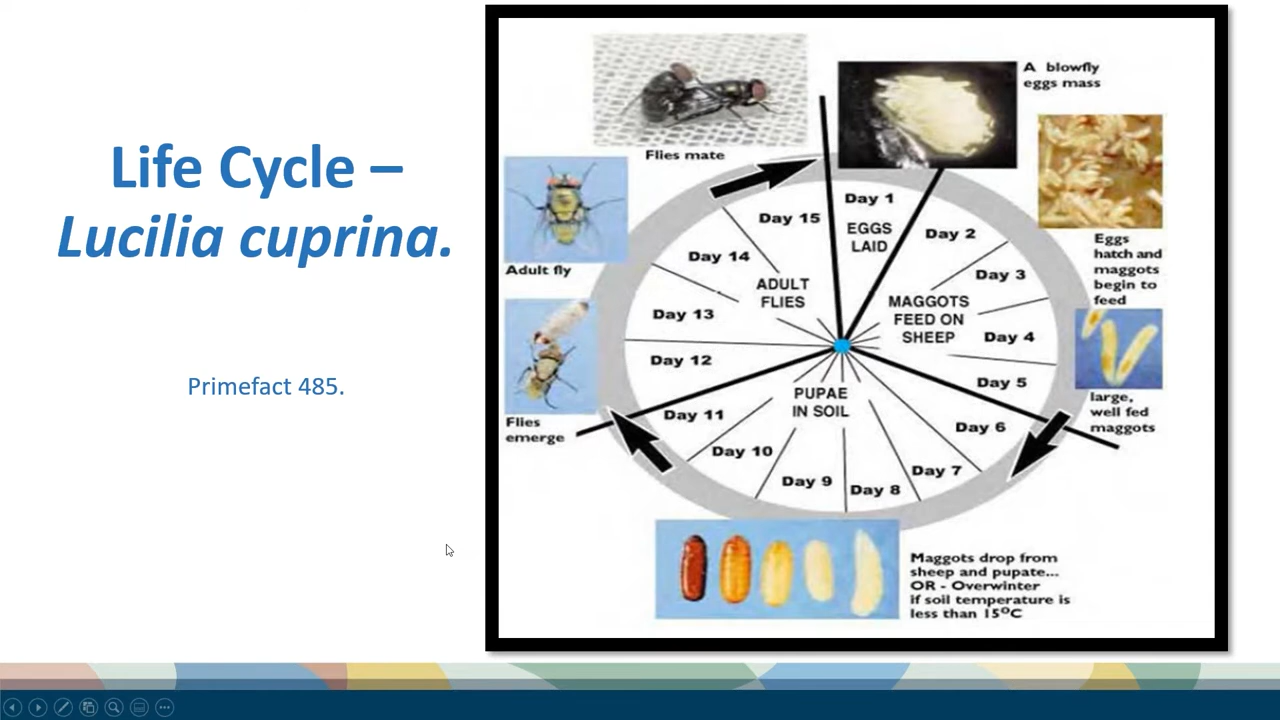 Life Cycle –
Lucilia cuprina.
Primefact 485.
Flies mate
A blowfly
eggs mass
Eggs
hatch and
maggots
begin to
feed
large,
well fed
maggots
Maggots drop from
sheep and pupate...
OR - Overwinter
if soil temperature is
less than 15⁰C
Flies
emerge
Adult fly
Day 1
EGGS
LAID
Day 2
Day 3
MAGGOTS
FEED ON
SHEEP
Day 4
Day 5
Day 6
Day 7
Day 8
Day 9
Day 10
Day 11
PUPAE
IN SOIL
Day 12
Day 13
Day 14
Day 15
ADULT
FLIES